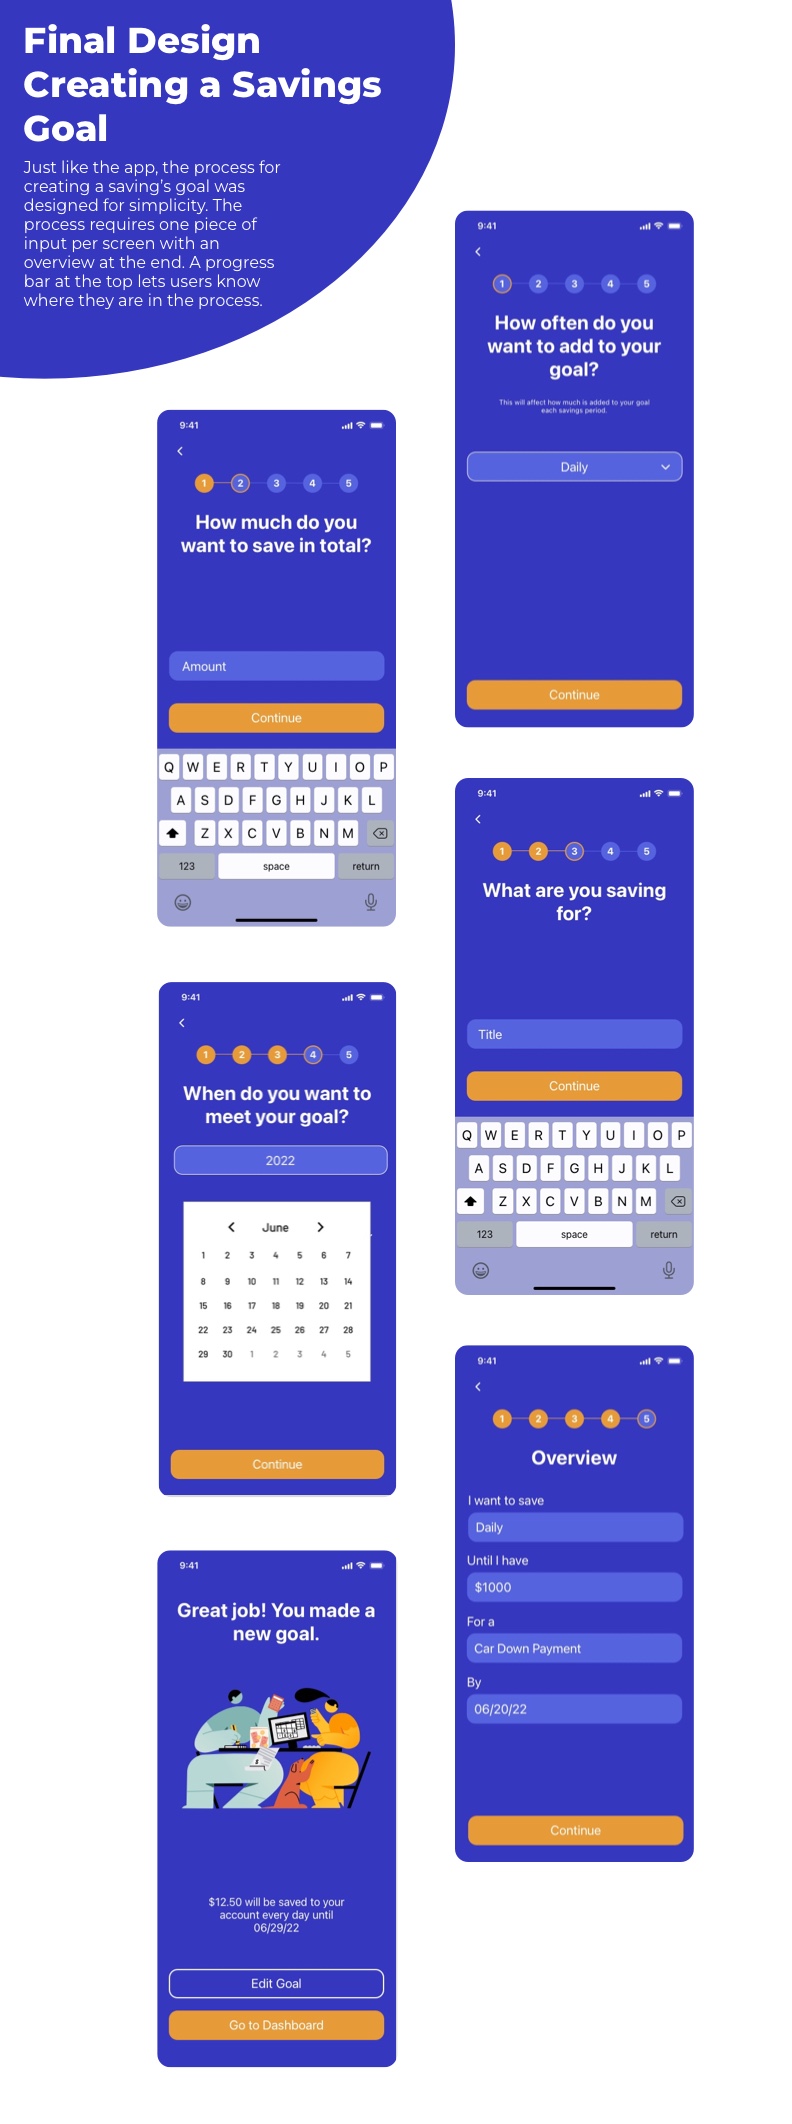 Final Design
Creating a Savings
Goal
Just like the app, the process for
creating a saving’s goal was
designed for simplicity. The
process requires one piece of
input per screen with an
overview at the end. A progress
bar at the top lets users know
where they are in the process.
9:41
1 2 3 4 5
How often do you
want to add to your
goal?
This will affect how much is added to your goal
each savings period.
Daily
Continue
9:41
1 2 3 4 5
How much do you
want to save in total?
Amount
Continue
Q W E R T Y U I O P
A S D F G H J K L
Z X C V B N M
123 space return
9:41
1 2 3 4 5
What are you saving
for?
Title
Continue
Q W E R T Y U I O P
A S D F G H J K L
Z X C V B N M
123 space return
9:41
1 2 3 4 5
When do you want to
meet your goal?
2022
June
1 2 3 4 5 6 7
8 9 10 11 12 13 14
15 16 17 18 19 20 21
22 23 24 25 26 27 28
29 30 1 2 3 4 5
Continue
9:41
1 2 3 4 5
Overview
I want to save
Daily
Until I have
$1000
For a
Car Down Payment
By
06/20/22
Continue
9:41
Great job! You made a
new goal.
$12.50 will be saved to your
account every day until
06/29/22
Edit Goal
Go to Dashboard